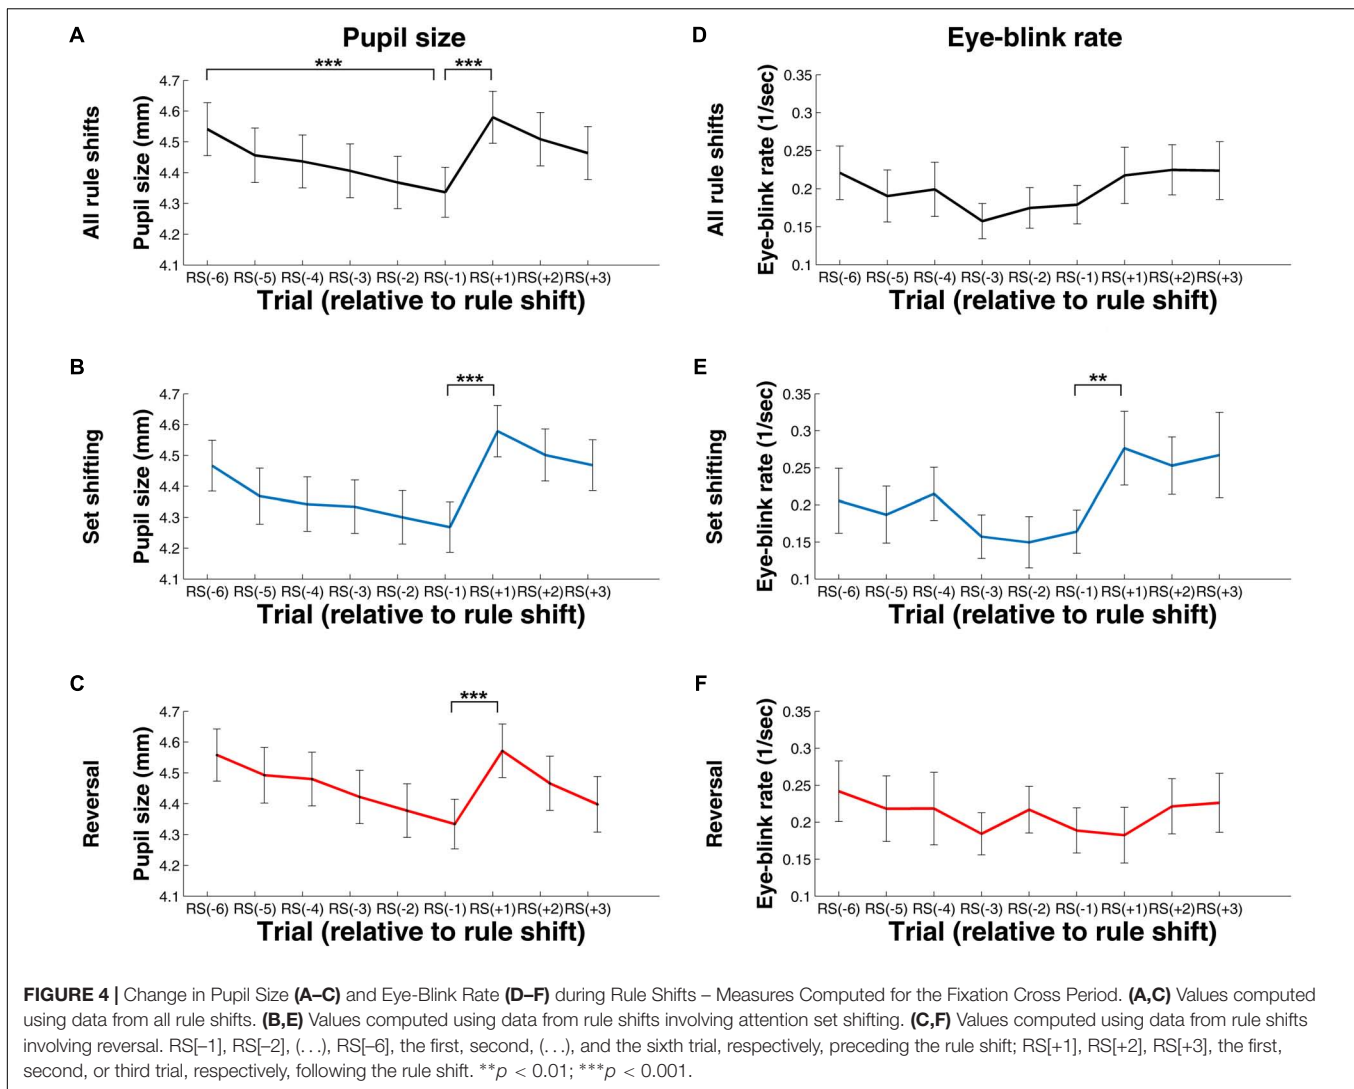 A
Pupil size
All rule shifts
Pupil size (mm)
***
***
4.7
4.6
4.5
4.4
4.3
4.2
4.1
RS(-6) RS(-5) RS(-4) RS(-3) RS(-2) RS(-1) RS(+1) RS(+2) RS(+3)
Trial (relative to rule shift)
D
Eye-blink rate
All rule shifts
Eye-blink rate (1/sec)
0.35
0.3
0.25
0.2
0.15
0.1
RS(-6) RS(-5) RS(-4) RS(-3) RS(-2) RS(-1) RS(+1) RS(+2) RS(+3)
Trial (relative to rule shift)
B
Set shifting
Pupil size (mm)
***
4.7
4.6
4.5
4.4
4.3
4.2
4.1
RS(-6) RS(-5) RS(-4) RS(-3) RS(-2) RS(-1) RS(+1) RS(+2) RS(+3)
Trial (relative to rule shift)
E
Set shifting
Eye-blink rate (1/sec)
**
0.35
0.3
0.25
0.2
0.15
0.1
RS(-6) RS(-5) RS(-4) RS(-3) RS(-2) RS(-1) RS(+1) RS(+2) RS(+3)
Trial (relative to rule shift)
C
Reversal
Pupil size (mm)
***
4.7
4.6
4.5
4.4
4.3
4.2
4.1
RS(-6) RS(-5) RS(-4) RS(-3) RS(-2) RS(-1) RS(+1) RS(+2) RS(+3)
Trial (relative to rule shift)
F
Reversal
Eye-blink rate (1/sec)
0.35
0.3
0.25
0.2
0.15
0.1
RS(-6) RS(-5) RS(-4) RS(-3) RS(-2) RS(-1) RS(+1) RS(+2) RS(+3)
Trial (relative to rule shift)
FIGURE 4 | Change in Pupil Size (A–C) and Eye-Blink Rate (D–F) during Rule Shifts – Measures Computed for the Fixation Cross Period. (A,C) Values computed
using data from all rule shifts. (B,E) Values computed using data from rule shifts involving attention set shifting. (C,F) Values computed using data from rule shifts
involving reversal. RS[–1], RS[–2], (. . .), RS[–6], the first, second, (. . .), and the sixth trial, respectively, preceding the rule shift; RS[+1], RS[+2], RS[+3], the first,
second, or third trial, respectively, following the rule shift. **p < 0.01; ***p < 0.001.